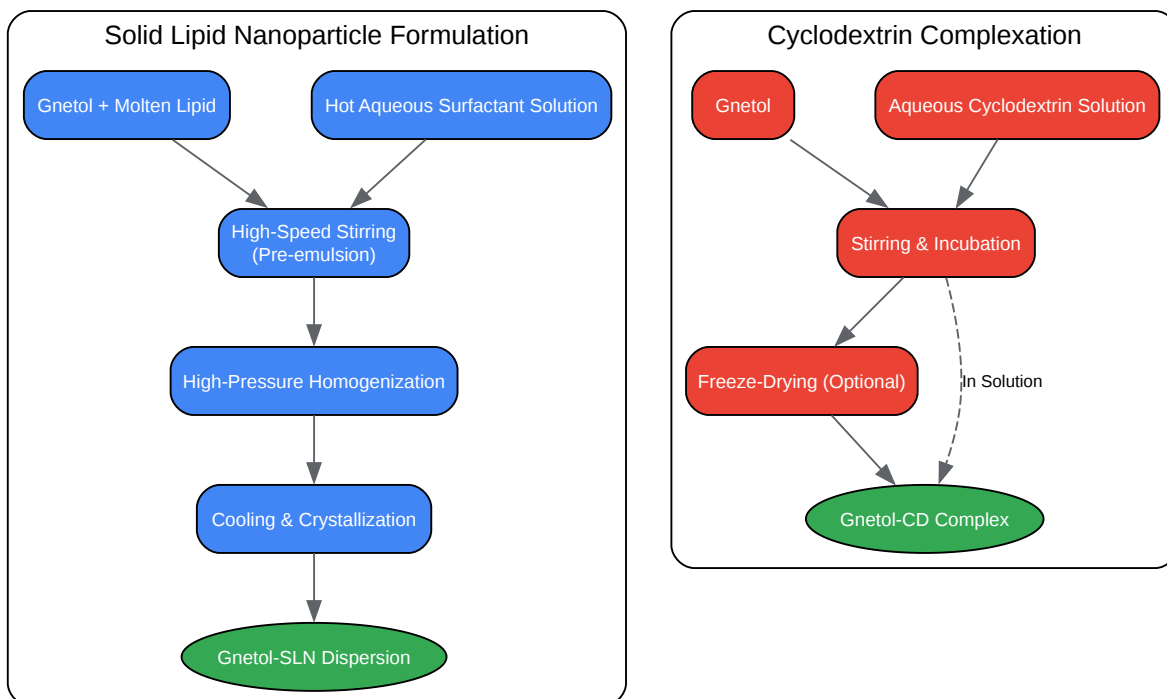 Solid Lipid Nanoparticle Formulation
Gnetol + Molten Lipid
Hot Aqueous Surfactant Solution
High-Speed Stirring
(Pre-emulsion)
High-Pressure Homogenization
Cooling & Crystallization
Gnetol-SLN Dispersion
Cyclodextrin Complexation
Gnetol
Aqueous Cyclodextrin Solution
Stirring & Incubation
Freeze-Drying (Optional)
In Solution
Gnetol-CD Complex